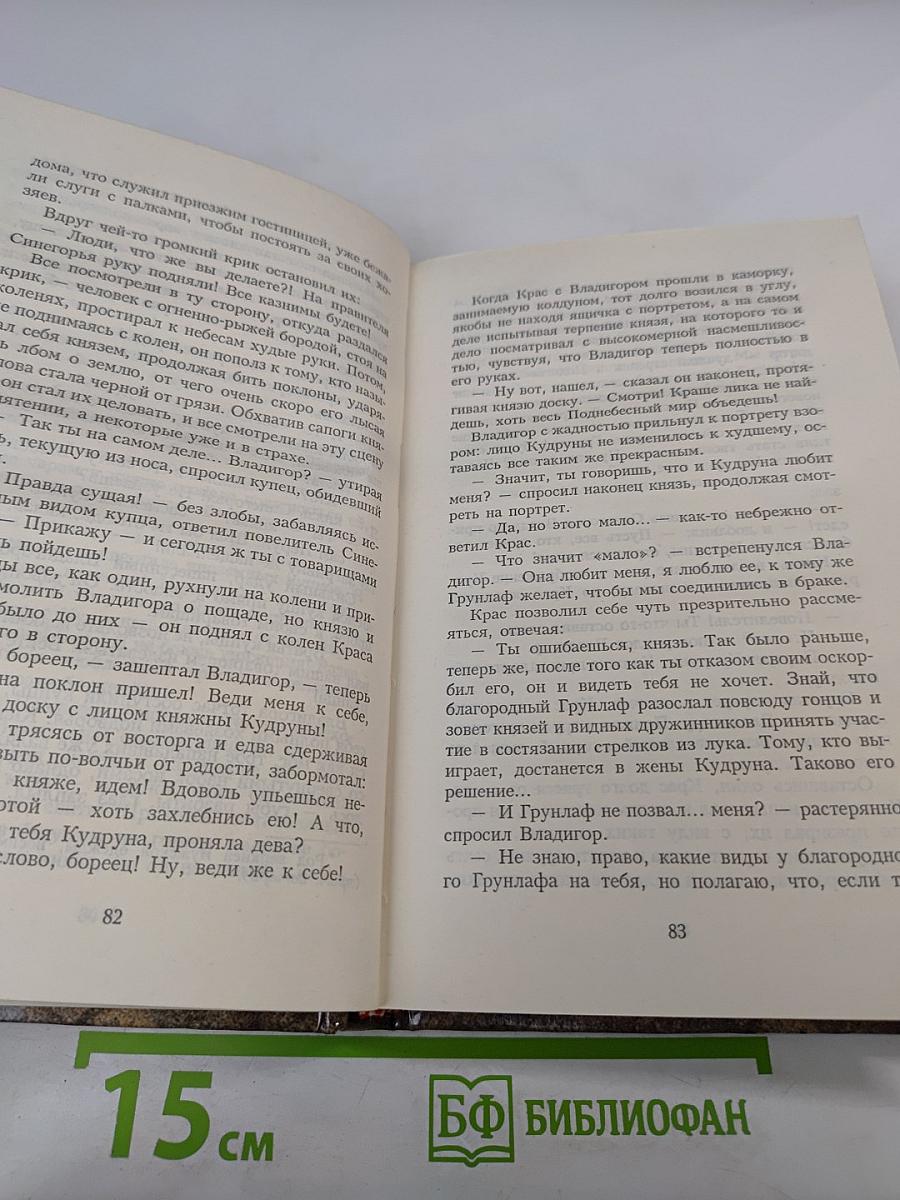 дома, что служил приезжим гостиницей, уже бежа-
ли слуги с палками, чтобы постоять за своих хо-
зяев.
Вдруг чей-то громкий крик остановил их:
— Люди, что же вы делаете?! На правителя
Синегорья руку подняли! Все казнимы будете!
Все посмотрели в ту сторону, откуда раздался
крик, — человек с огненно-рыжей бородой, стоя на
коленях, простирал к небесам худые руки. Потом,
не поднимаясь с колен, он пополз к тому, кто назы-
ал себя князем, продолжая бить поклоны, ударя-
ь лбом о землю, от чего очень скоро его лысая
лова стала черной от грязи. Обхватив сапоги кня-
он стал их целовать, и все смотрели на эту сцену
мятении, а некоторые уже и в страхе.
— Так ты на самом деле... Владигор? — утирая
ь, текущую из носа, спросил купец, обидевший
Правда сущая! — без злобы, забавляясь ис-
ным видом купца, ответил повелитель Сине-
— Прикажу — и сегодня ж ты с товарищами
ь пойдешь!
цы все, как один, рухнули на колени и при-
молить Владигора о пощаде, но князю и
было до них — он поднял с колен Краса
го в сторону.
бореец, — зашептал Владигор, — теперь
на поклон пришел! Веди меня к себе,
доску с лицом княжны Кудруны!
трясясь от восторга и едва сдерживая
выть по-волчьи от радости, забормотал:
княже, идем! Вдоволь упьешься не-
отой — хоть захлебнись ею! А что,
тебя Кудруна, проняла дева?
слово, бореец! Ну, веди же к себе!
82
Когда Крас с Владигором прошли в каморку,
занимаемую колдуном, тот долго возился в углу,
якобы не находя ящичка с портретом, а на самом
деле испытывая терпение князя, на которого то и
дело посматривал с высокомерной насмешливос-
тью, чувствуя, что Владигор теперь полностью в
его руках.
— Ну вот, нашел, — сказал он наконец, протя-
гивая князю доску. — Смотри! Краше лика не най-
дешь, хоть весь Поднебесный мир объедешь!
Владигор с жадностью прильнул к портрету взо-
ром: лицо Кудруны не изменилось к худшему, ос-
таваясь все таким же прекрасным.
— Значит, ты говоришь, что и Кудруна любит
меня? — спросил наконец князь, продолжая смот-
реть на портрет.
— Да, но этого мало... — как-то небрежно от-
ветил Крас.
— Что значит «мало»? — встрепенулся Вла-
дигор. — Она любит меня, я люблю ее, к тому же
Грунлаф желает, чтобы мы соединились в браке.
Крас позволил себе чуть презрительно рассме-
яться, отвечая:
— Ты ошибаешься, князь. Так было раньше,
теперь же, после того как ты отказом своим оскор-
бил его, он и видеть тебя не хочет. Знай, что
благородный Грунлаф разослал повсюду гонцов и
зовет князей и видных дружинников принять учас-
тие в состязании стрелков из лука. Тому, кто вы-
играет, достанется в жены Кудруна. Таково его
решение...
— И Грунлаф не позвал... меня? — растерянно
спросил Владигор.
— Не знаю, право, какие виды у благородно
го Грунлафа на тебя, но полагаю, что, если т
83
15 см
БФ БИБЛИОФАН